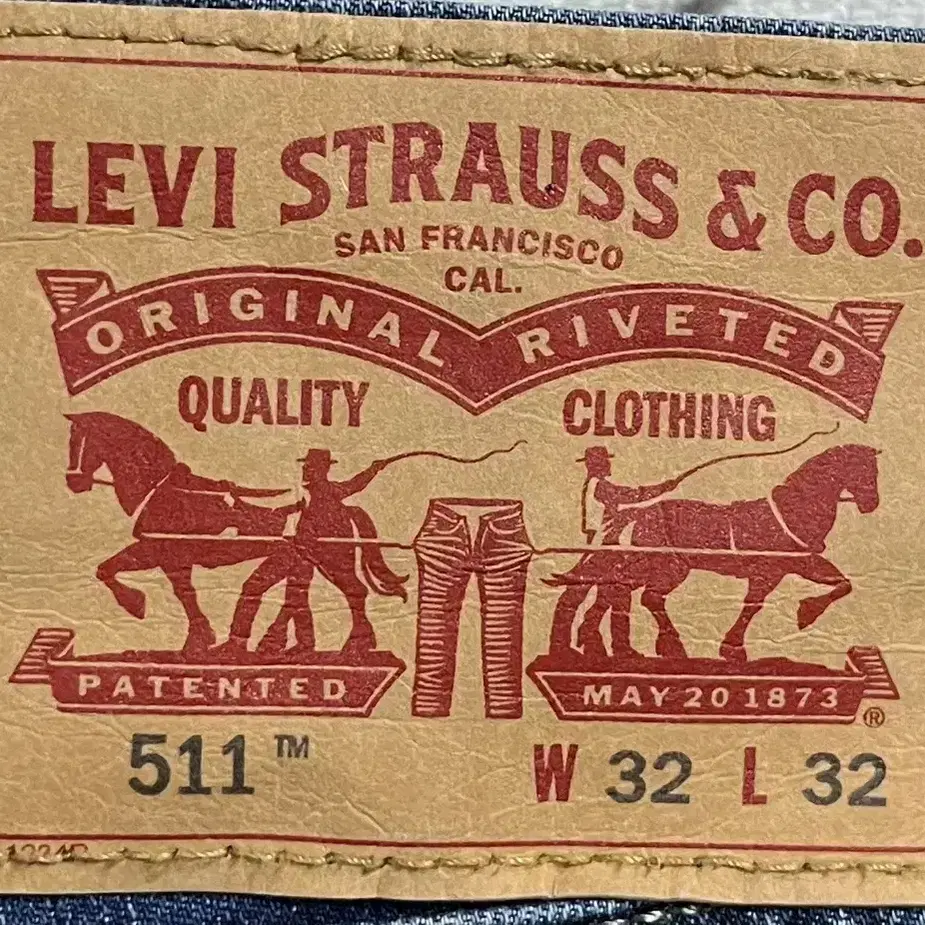 LEVI STRAUSS & CO.
SAN FRANCISCO
CAL.
ORIGINAL RIVETED
QUALITY CLOTHING
PATENTED MAY 20 1873 ®
511™ W 32 L 32